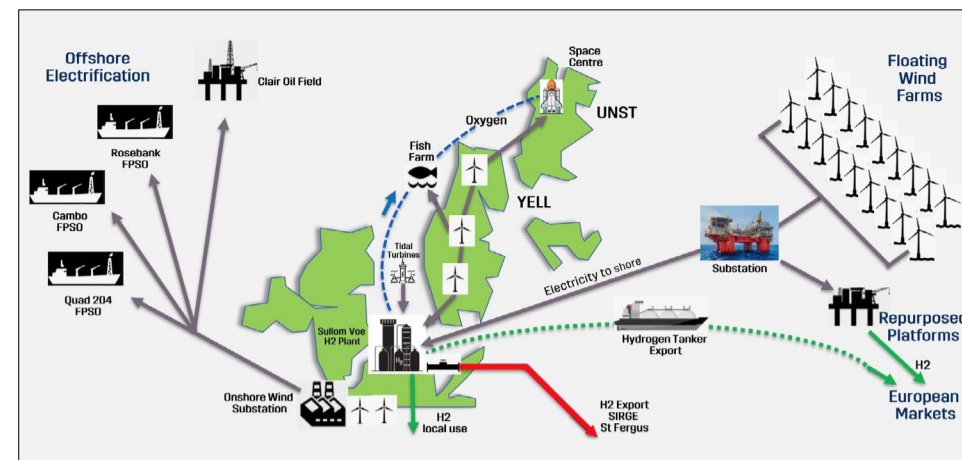 Offshore
Electrification
Clair Oil Field
Rosebank
FPSO
Cambo
FPSO
Quad 204
FPSO
Space
Centre
Oxygen
UNST
Fish
Farm
YELL
Tidal
Turbines
Floating
Wind
Farms
Substation
Electricity to shore
Sullom Voe
H2 Plant
H2
Hydrogen Tanker
Export
Repurposed
Platforms
H2
European
Markets
Onshore Wind
Substation
H2
local use
H2 Export
SIRGE
St Fergus